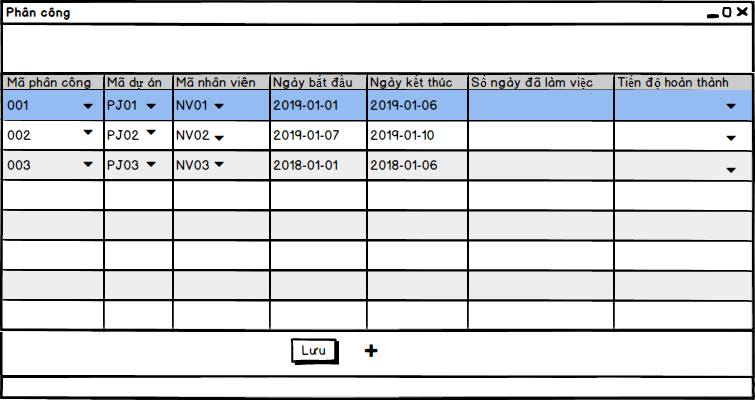 Phân công
Mã phân công Mã dự án Mã nhân viên Ngày bắt đầu Ngày kết thúc Số ngày đã làm việc Tiến độ hoàn thành
001 PJ01 NV01 2019-01-01 2019-01-06
002 PJ02 NV02 2019-01-07 2019-01-10
003 PJ03 NV03 2018-01-01 2018-01-06
Lưu +